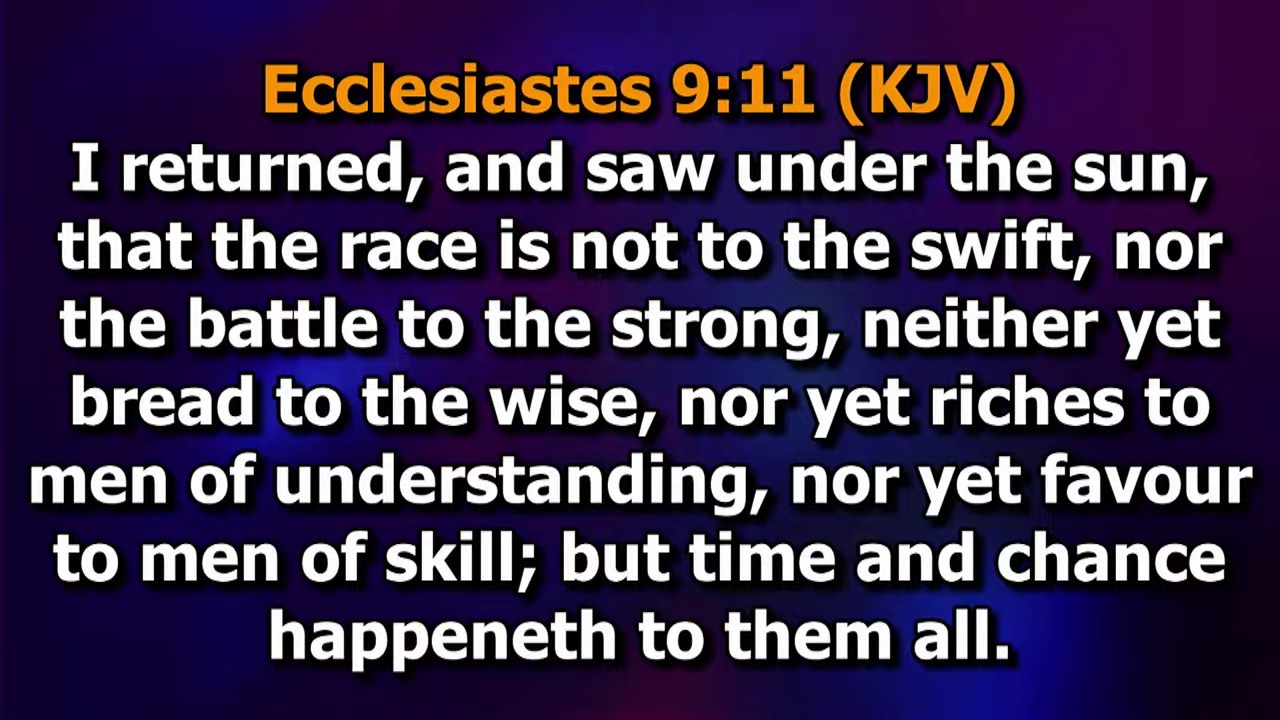 Ecclesiastes 9:11 (KJV)
I returned, and saw under the sun,
that the race is not to the swift, nor
the battle to the strong, neither yet
bread to the wise, nor yet riches to
men of understanding, nor yet favour
to men of skill; but time and chance
happeneth to them all.